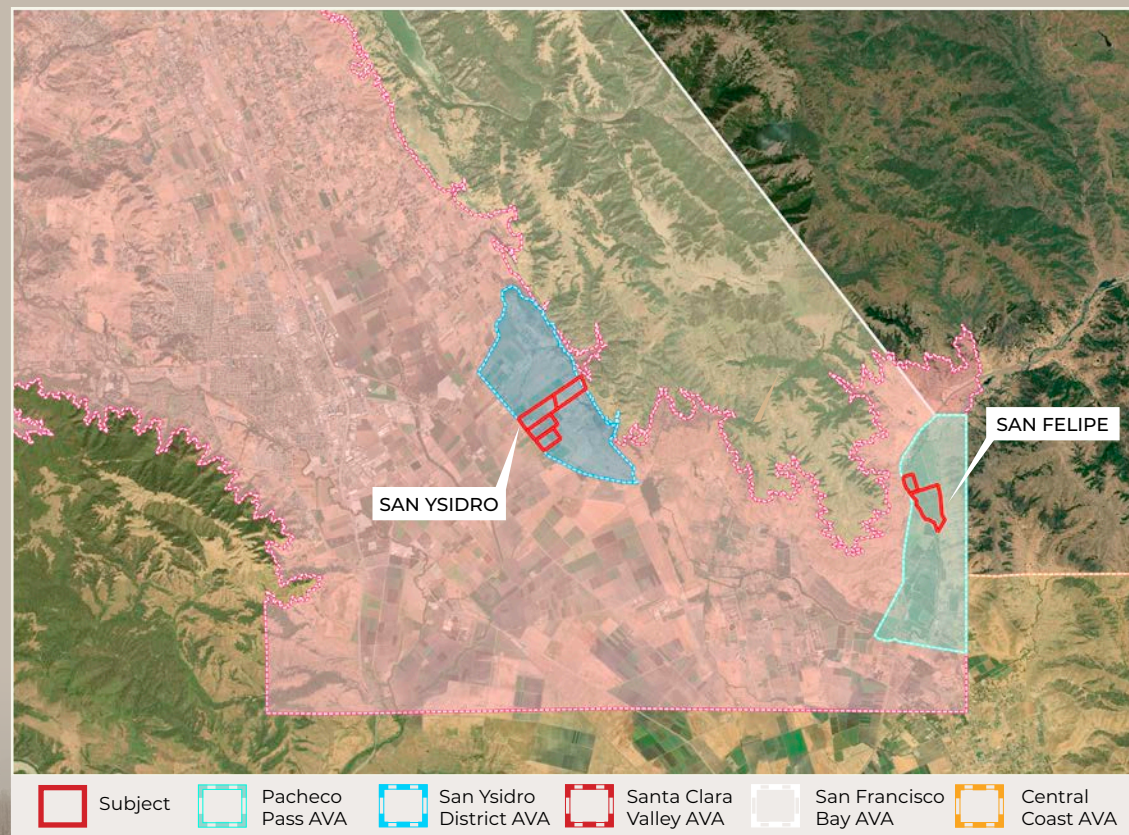 SAN FELIPE
SAN YSIDRO
Subject
Pacheco
Pass AVA
San Ysidro
District AVA
Santa Clara
Valley AVA
San Francisco
Bay AVA
Central
Coast AVA